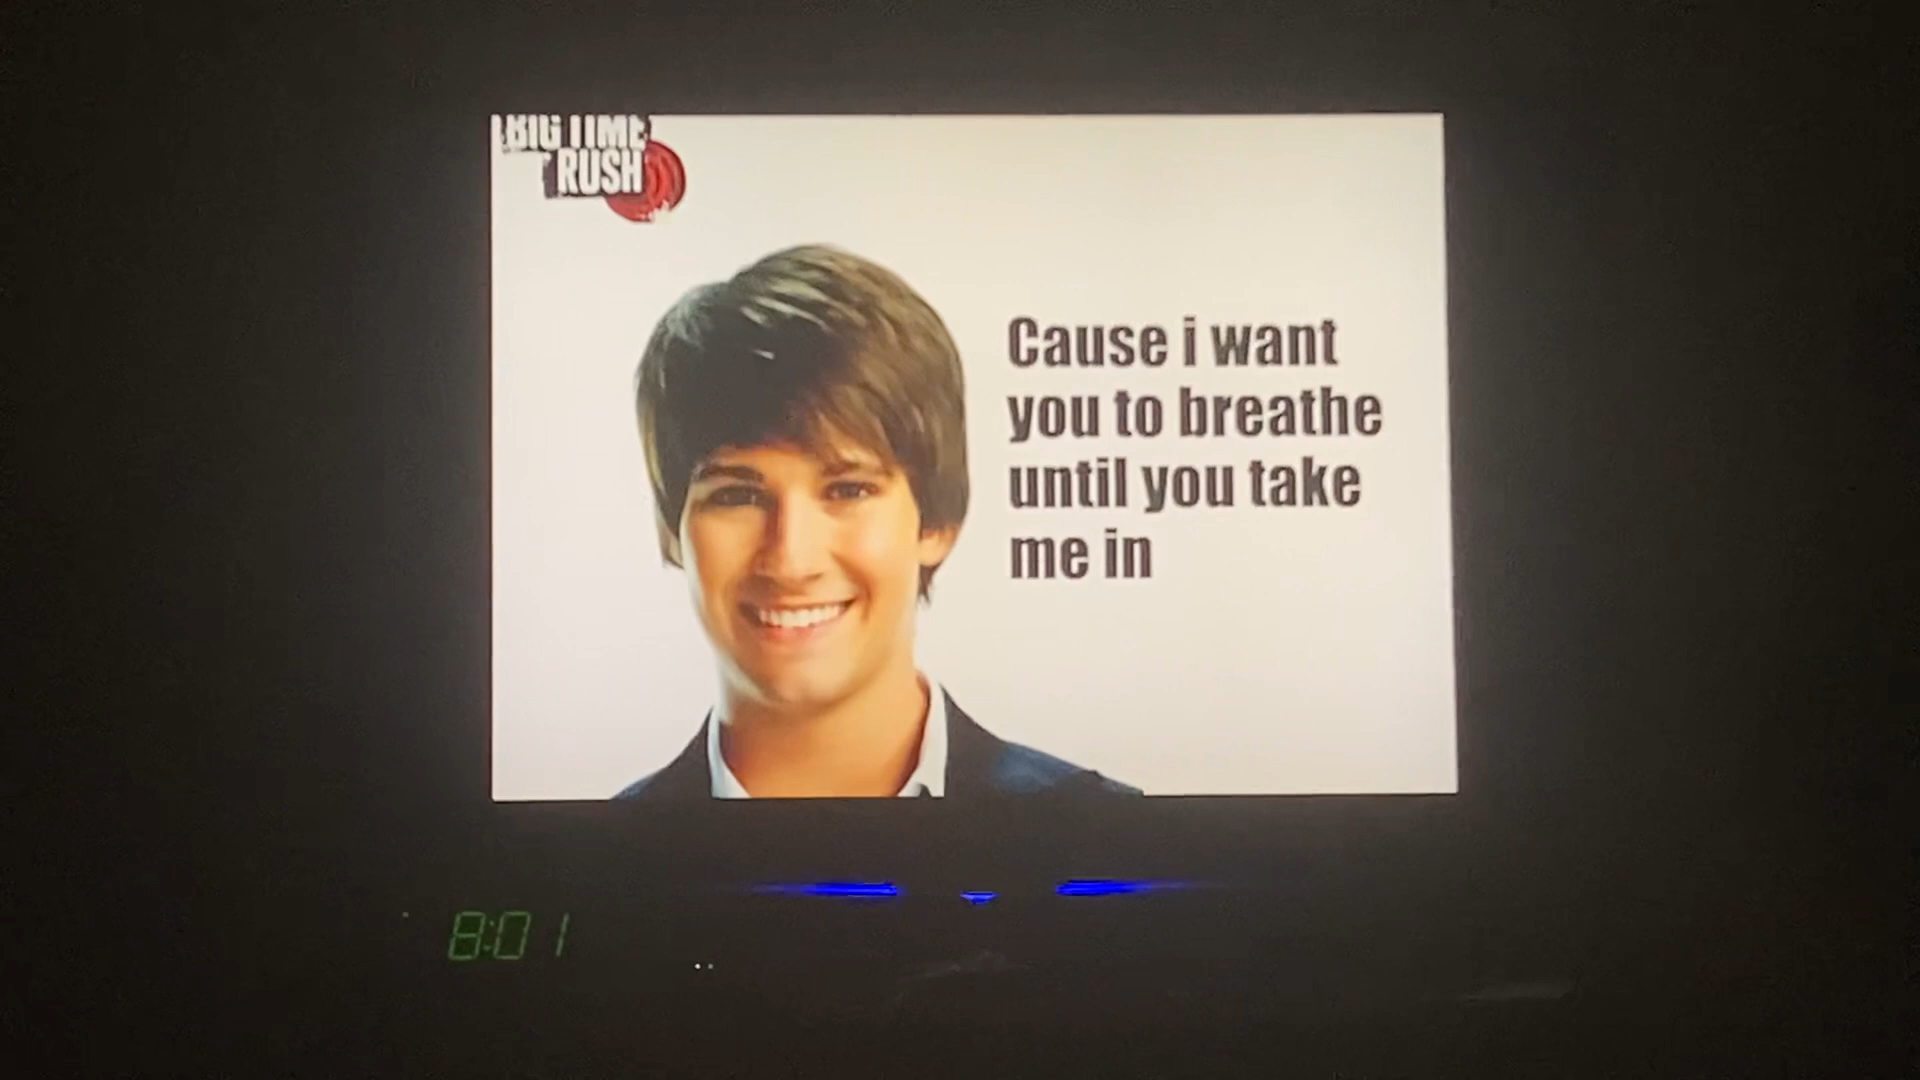 BIG TIME
RUSH
Cause i want
you to breathe
until you take
me in
8:01